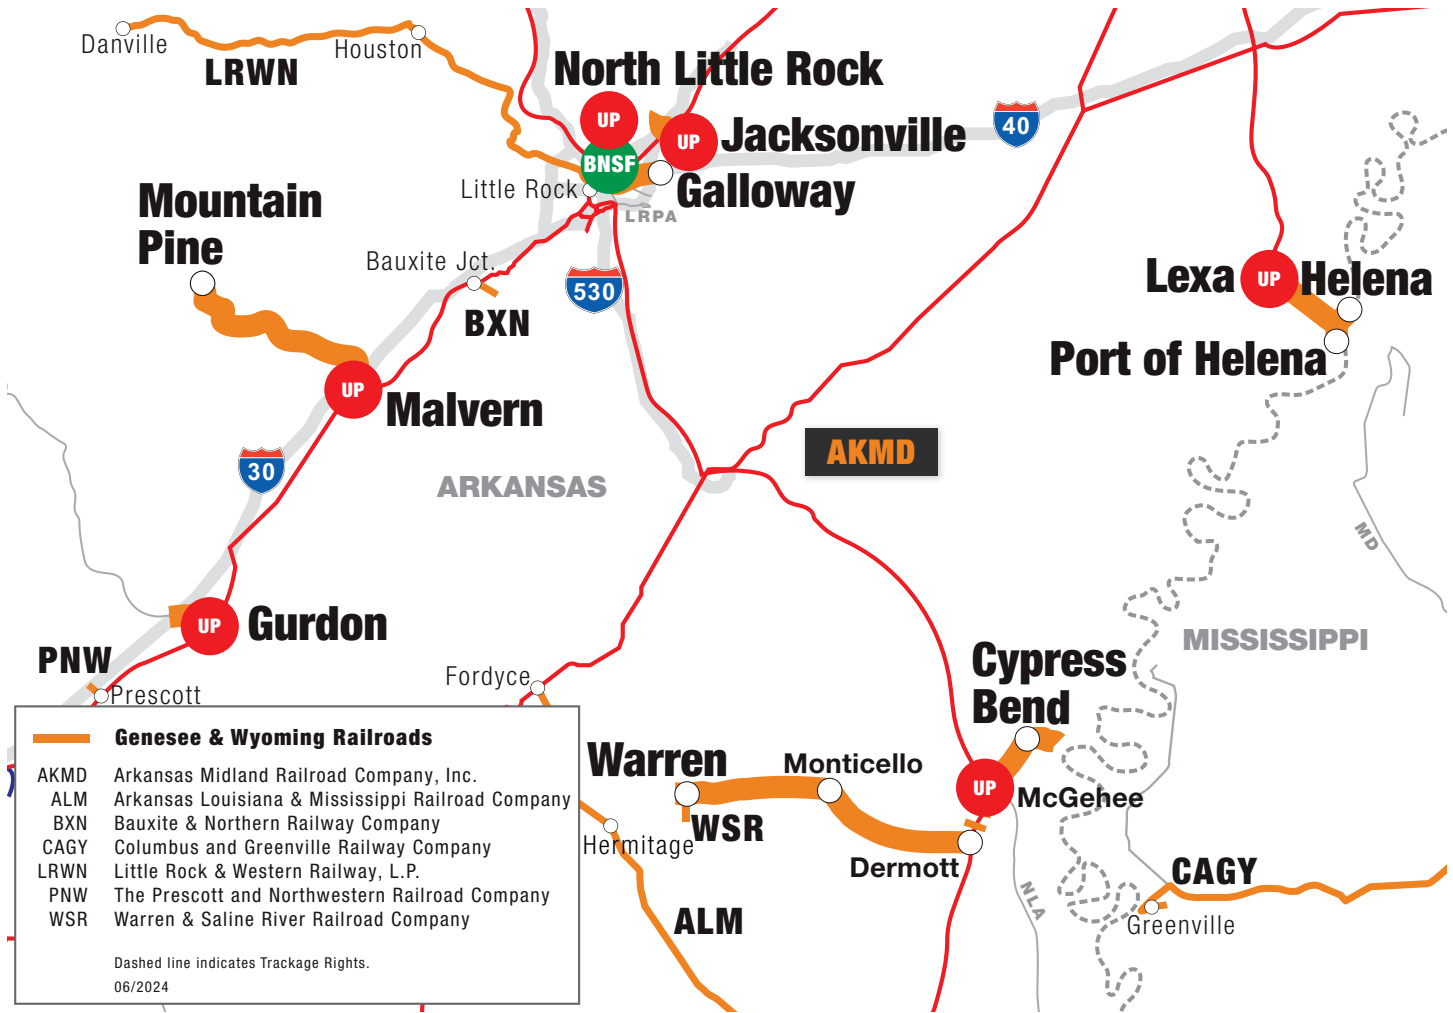 Danville
Houston
LRWN
North Little Rock
UP
UP
Jacksonville
40
BNSF
Little Rock
Galloway
LRPA
Mountain
Pine
Bauxite Jct.
530
BXN
Lexa
UP
Helena
Port of Helena
UP
Malvern
AKMD
30
ARKANSAS
MD
UP
Gurdon
MISSISSIPPI
PNW
Prescott
Fordyce
Cypress
Bend
Warren
Monticello
UP
McGehee
WSR
Hermitage
Dermott
CAGY
NLA
Greenville
ALM
Genesee & Wyoming Railroads
AKMD Arkansas Midland Railroad Company, Inc.
ALM Arkansas Louisiana & Mississippi Railroad Company
BXN Bauxite & Northern Railway Company
CAGY Columbus and Greenville Railway Company
LRWN Little Rock & Western Railway, L.P.
PNW The Prescott and Northwestern Railroad Company
WSR Warren & Saline River Railroad Company
Dashed line indicates Trackage Rights.
06/2024